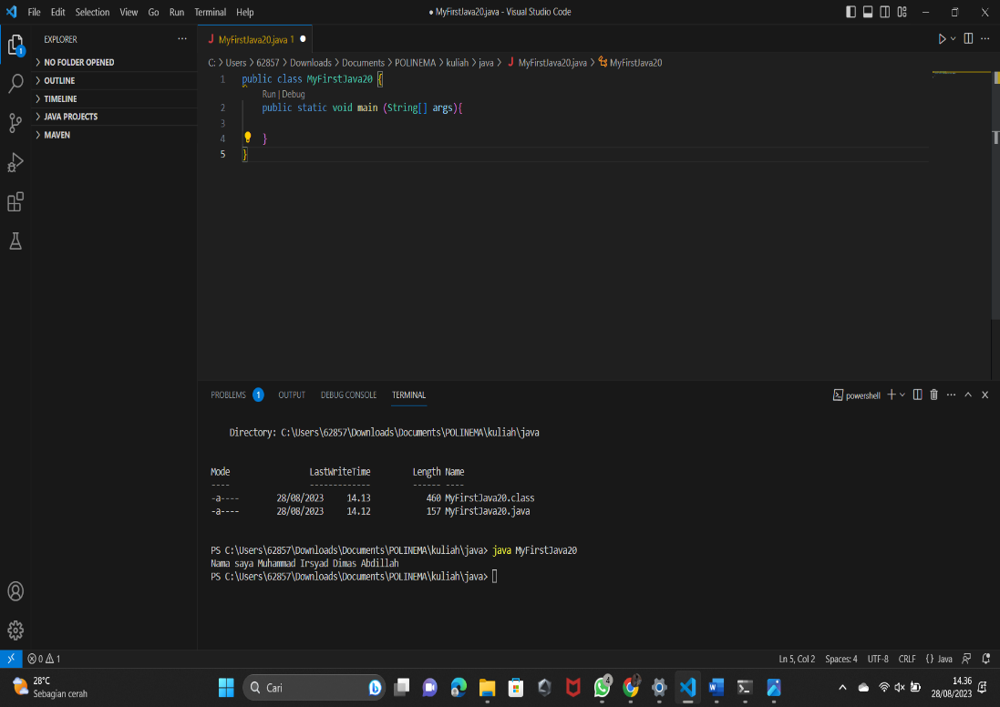 File Edit Selection View Go Run Terminal Help
● MyFirstJava20.java - Visual Studio Code
EXPLORER ...
1
NO FOLDER OPENED
OUTLINE
TIMELINE
JAVA PROJECTS
MAVEN
J MyFirstJava20.java 1 ●
C: > Users > 62857 > Downloads > Documents > POLINEMA > kuliah > java > J MyFirstJava20.java > MyFirstJava20
1 public class MyFirstJava20 {
Run | Debug
2 public static void main (String[] args){
3
4 }
5 }
PROBLEMS 1 OUTPUT DEBUG CONSOLE TERMINAL
powershell
Directory: C:\Users\62857\Downloads\Documents\POLINEMA\kuliah\java
Mode LastWriteTime Length Name
---- ------------- ------ ----
-a---- 28/08/2023 14.13 460 MyFirstJava20.class
-a---- 28/08/2023 14.12 157 MyFirstJava20.java
PS C:\Users\62857\Downloads\Documents\POLINEMA\kuliah\java> java MyFirstJava20
Nama saya Muhammad Irsyad Dimas Abdillah
PS C:\Users\62857\Downloads\Documents\POLINEMA\kuliah\java>
0 1
Ln 5, Col 2 Spaces: 4 UTF-8 CRLF {} Java
28°C
Sebagian cerah
Cari
4
14.36
28/08/2023